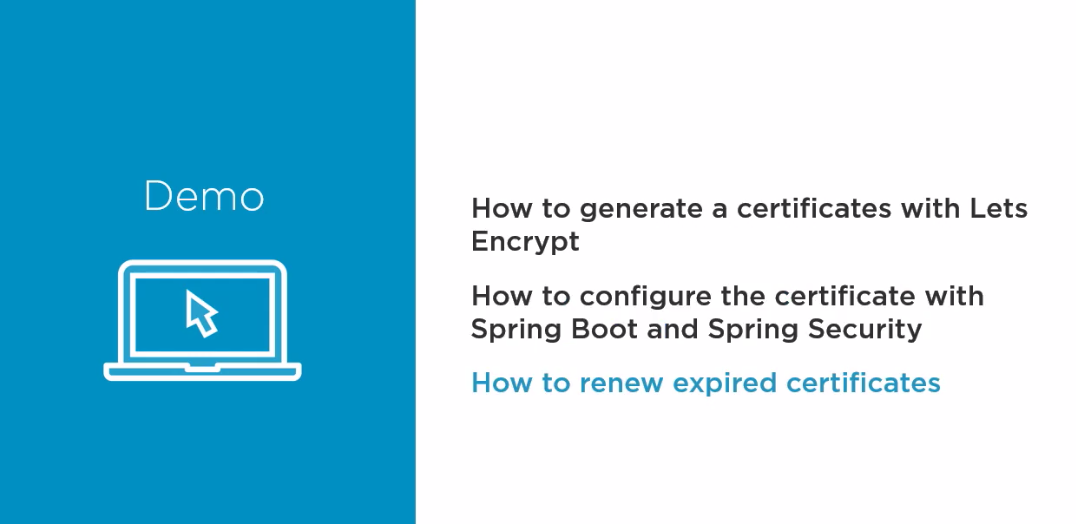 Demo
How to generate a certificates with Lets
Encrypt
How to configure the certificate with
Spring Boot and Spring Security
How to renew expired certificates